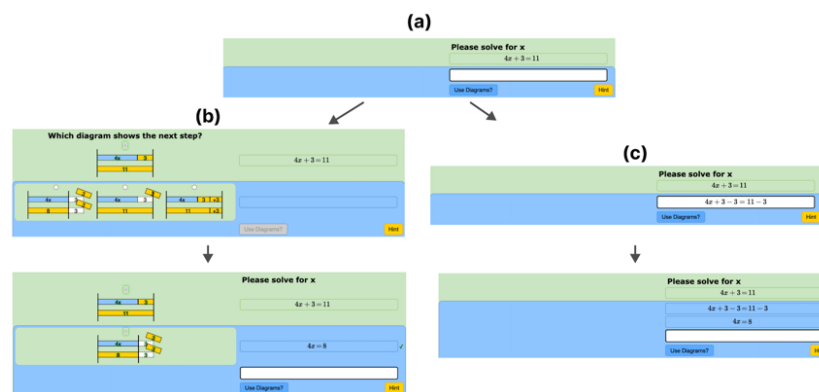 (a)
Please solve for x
4x + 3 = 11
Use Diagrams?
Hint
(b)
Which diagram shows the next step?
4x 3
11
4x + 3 = 11
4x 3
8 3
4x 3
11
4x 3 +3
11 +3
Use Diagrams?
Hint
Please solve for x
4x 3
11
4x + 3 = 11
4x 3
8 3
4x = 8 ✓
Use Diagrams?
Hint
(c)
Please solve for x
4x + 3 = 11
4x + 3 − 3 = 11 − 3
Use Diagrams?
Hin
Please solve for x
4x + 3 = 11
4x + 3 − 3 = 11 − 3
4x = 8
Use Diagrams?
Hi